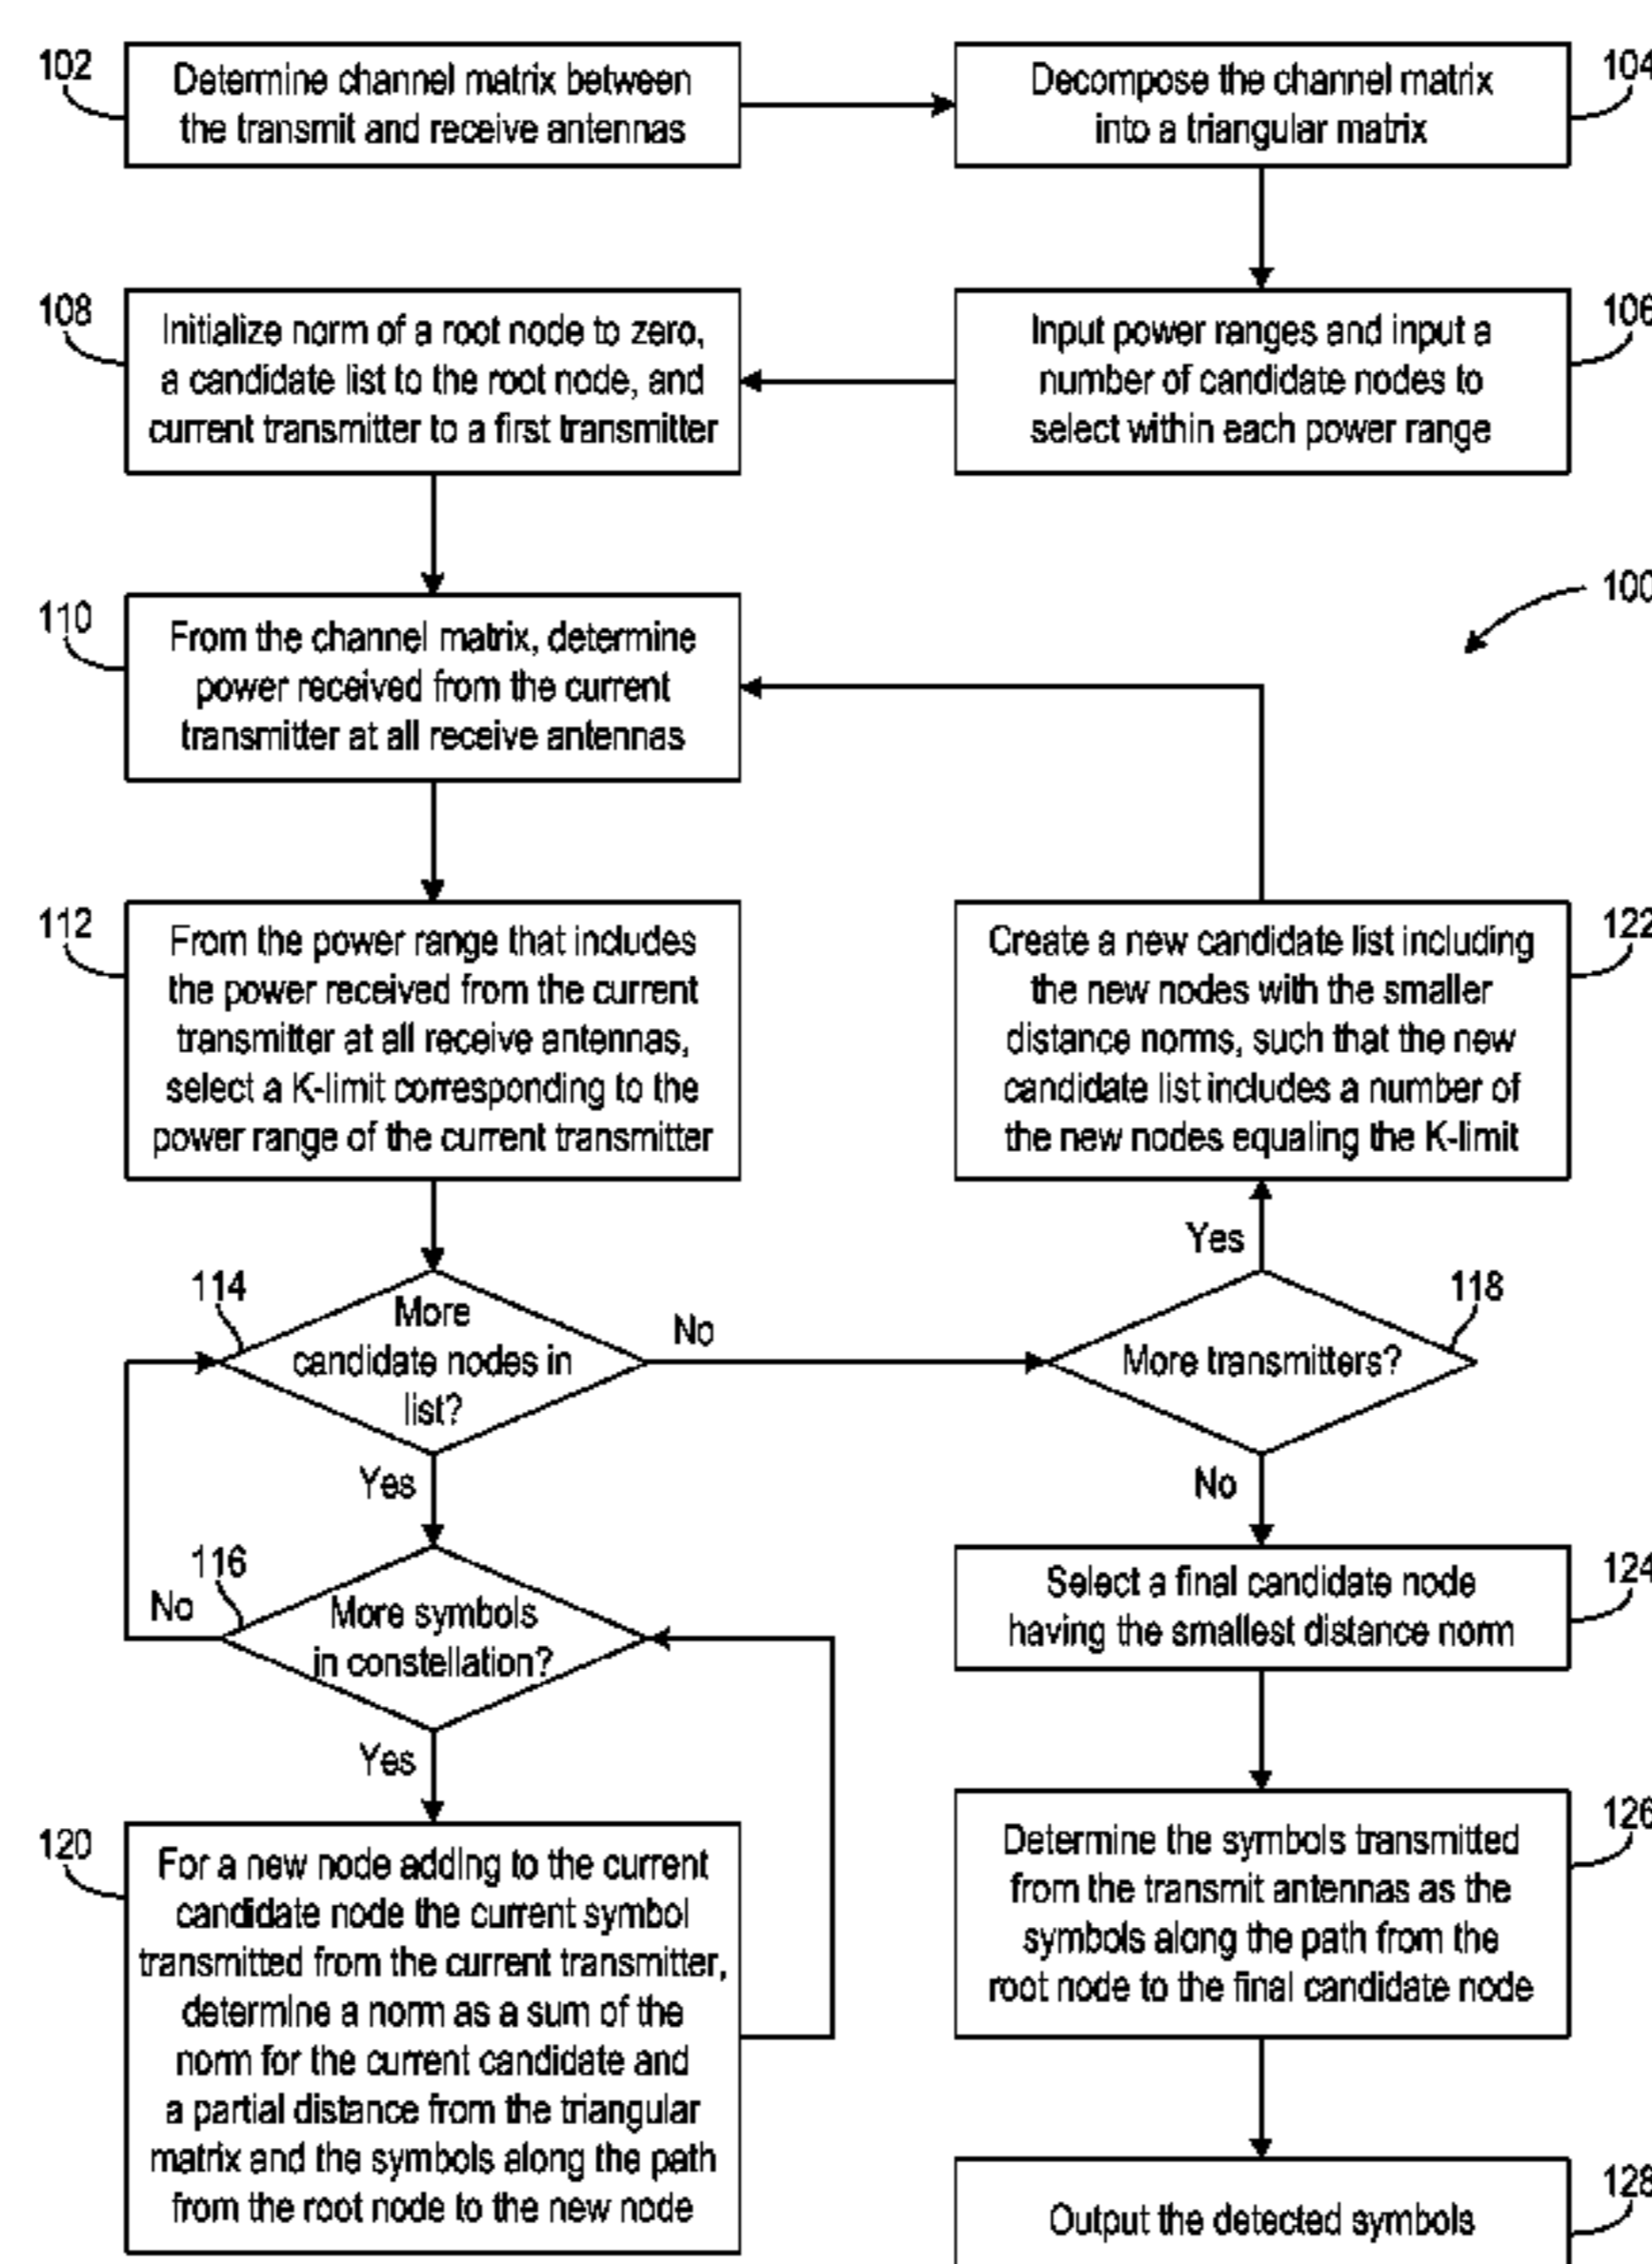 102
Determine channel matrix between
the transmit and receive antennas
104
Decompose the channel matrix
into a triangular matrix
108
Initialize norm of a root node to zero,
a candidate list to the root node, and
current transmitter to a first transmitter
106
Input power ranges and input a
number of candidate nodes to
select within each power range
100
110
From the channel matrix, determine
power received from the current
transmitter at all receive antennas
112
From the power range that includes
the power received from the current
transmitter at all receive antennas,
select a K-limit corresponding to the
power range of the current transmitter
122
Create a new candidate list including
the new nodes with the smaller
distance norms, such that the new
candidate list includes a number of
the new nodes equaling the K-limit
Yes
114
More
candidate nodes in
list?
No
118
More transmitters?
Yes
No
116
More symbols
in constellation?
No
Yes
124
Select a final candidate node
having the smallest distance norm
120
For a new node adding to the current
candidate node the current symbol
transmitted from the current transmitter,
determine a norm as a sum of the
norm for the current candidate and
a partial distance from the triangular
matrix and the symbols along the path
from the root node to the new node
126
Determine the symbols transmitted
from the transmit antennas as the
symbols along the path from the
root node to the final candidate node
128
Output the detected symbols